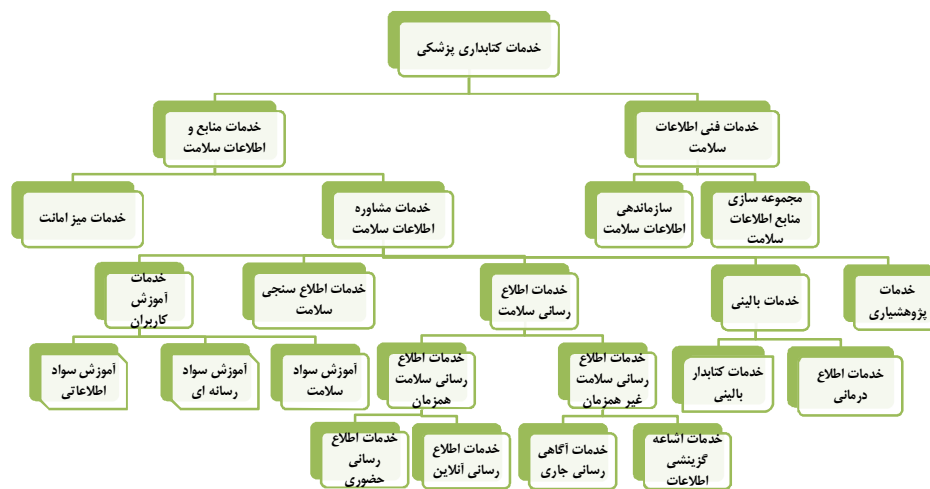 خدمات کتابداری پزشکی
خدمات فنی اطلاعات
سلامت
خدمات منابع و
اطلاعات سلامت
مجموعه سازی
منابع اطلاعات
سلامت
سازماندهی
اطلاعات سلامت
خدمات مشاوره
اطلاعات سلامت
خدمات میز امانت
خدمات
پژوهشیاری
خدمات بالینی
خدمات اطلاع
رسانی سلامت
خدمات اطلاع سنجی
سلامت
خدمات
آموزش
کاربران
خدمات اطلاع
درمانی
خدمات کتابدار
بالینی
خدمات اطلاع
رسانی سلامت
غیر همزمان
خدمات اطلاع
رسانی سلامت
همزمان
آموزش سواد
سلامت
آموزش سواد
رسانه ای
آموزش سواد
اطلاعاتی
خدمات اشاعه
گزینشی
اطلاعات
خدمات آگاهی
رسانی جاری
خدمات اطلاع
رسانی آنلاین
خدمات اطلاع
رسانی
حضوری